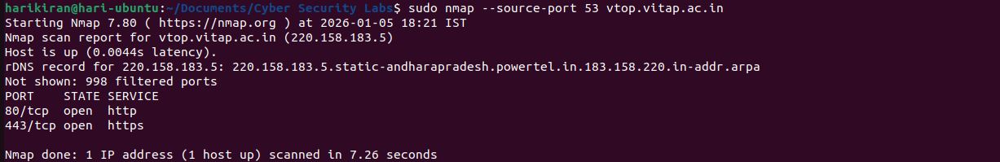 harikiran@hari-ubuntu:~/Documents/Cyber Security Labs$ sudo nmap --source-port 53 vtop.vitap.ac.in
Starting Nmap 7.80 ( https://nmap.org ) at 2026-01-05 18:21 IST
Nmap scan report for vtop.vitap.ac.in (220.158.183.5)
Host is up (0.0044s latency).
rDNS record for 220.158.183.5: 220.158.183.5.static-andharapradesh.powertel.in.183.158.220.in-addr.arpa
Not shown: 998 filtered ports
PORT    STATE SERVICE
80/tcp  open  http
443/tcp open  https
Nmap done: 1 IP address (1 host up) scanned in 7.26 seconds